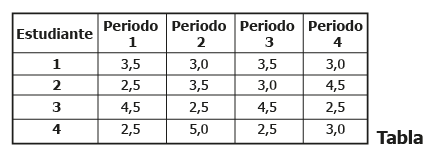 Estudiante Periodo 1 Periodo 2 Periodo 3 Periodo 4
1 3,5 3,0 3,5 3,0
2 2,5 3,5 3,0 4,5
3 4,5 2,5 4,5 2,5
4 2,5 5,0 2,5 3,0
Tabla